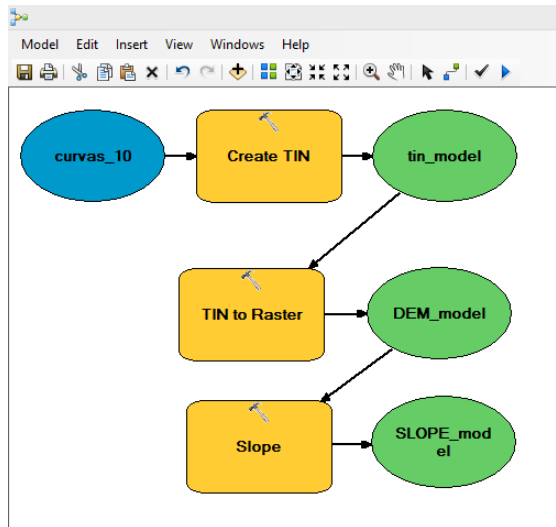 Model Edit Insert View Windows Help
curvas_10
Create TIN
tin_model
TIN to Raster
DEM_model
Slope
SLOPE_mod
el